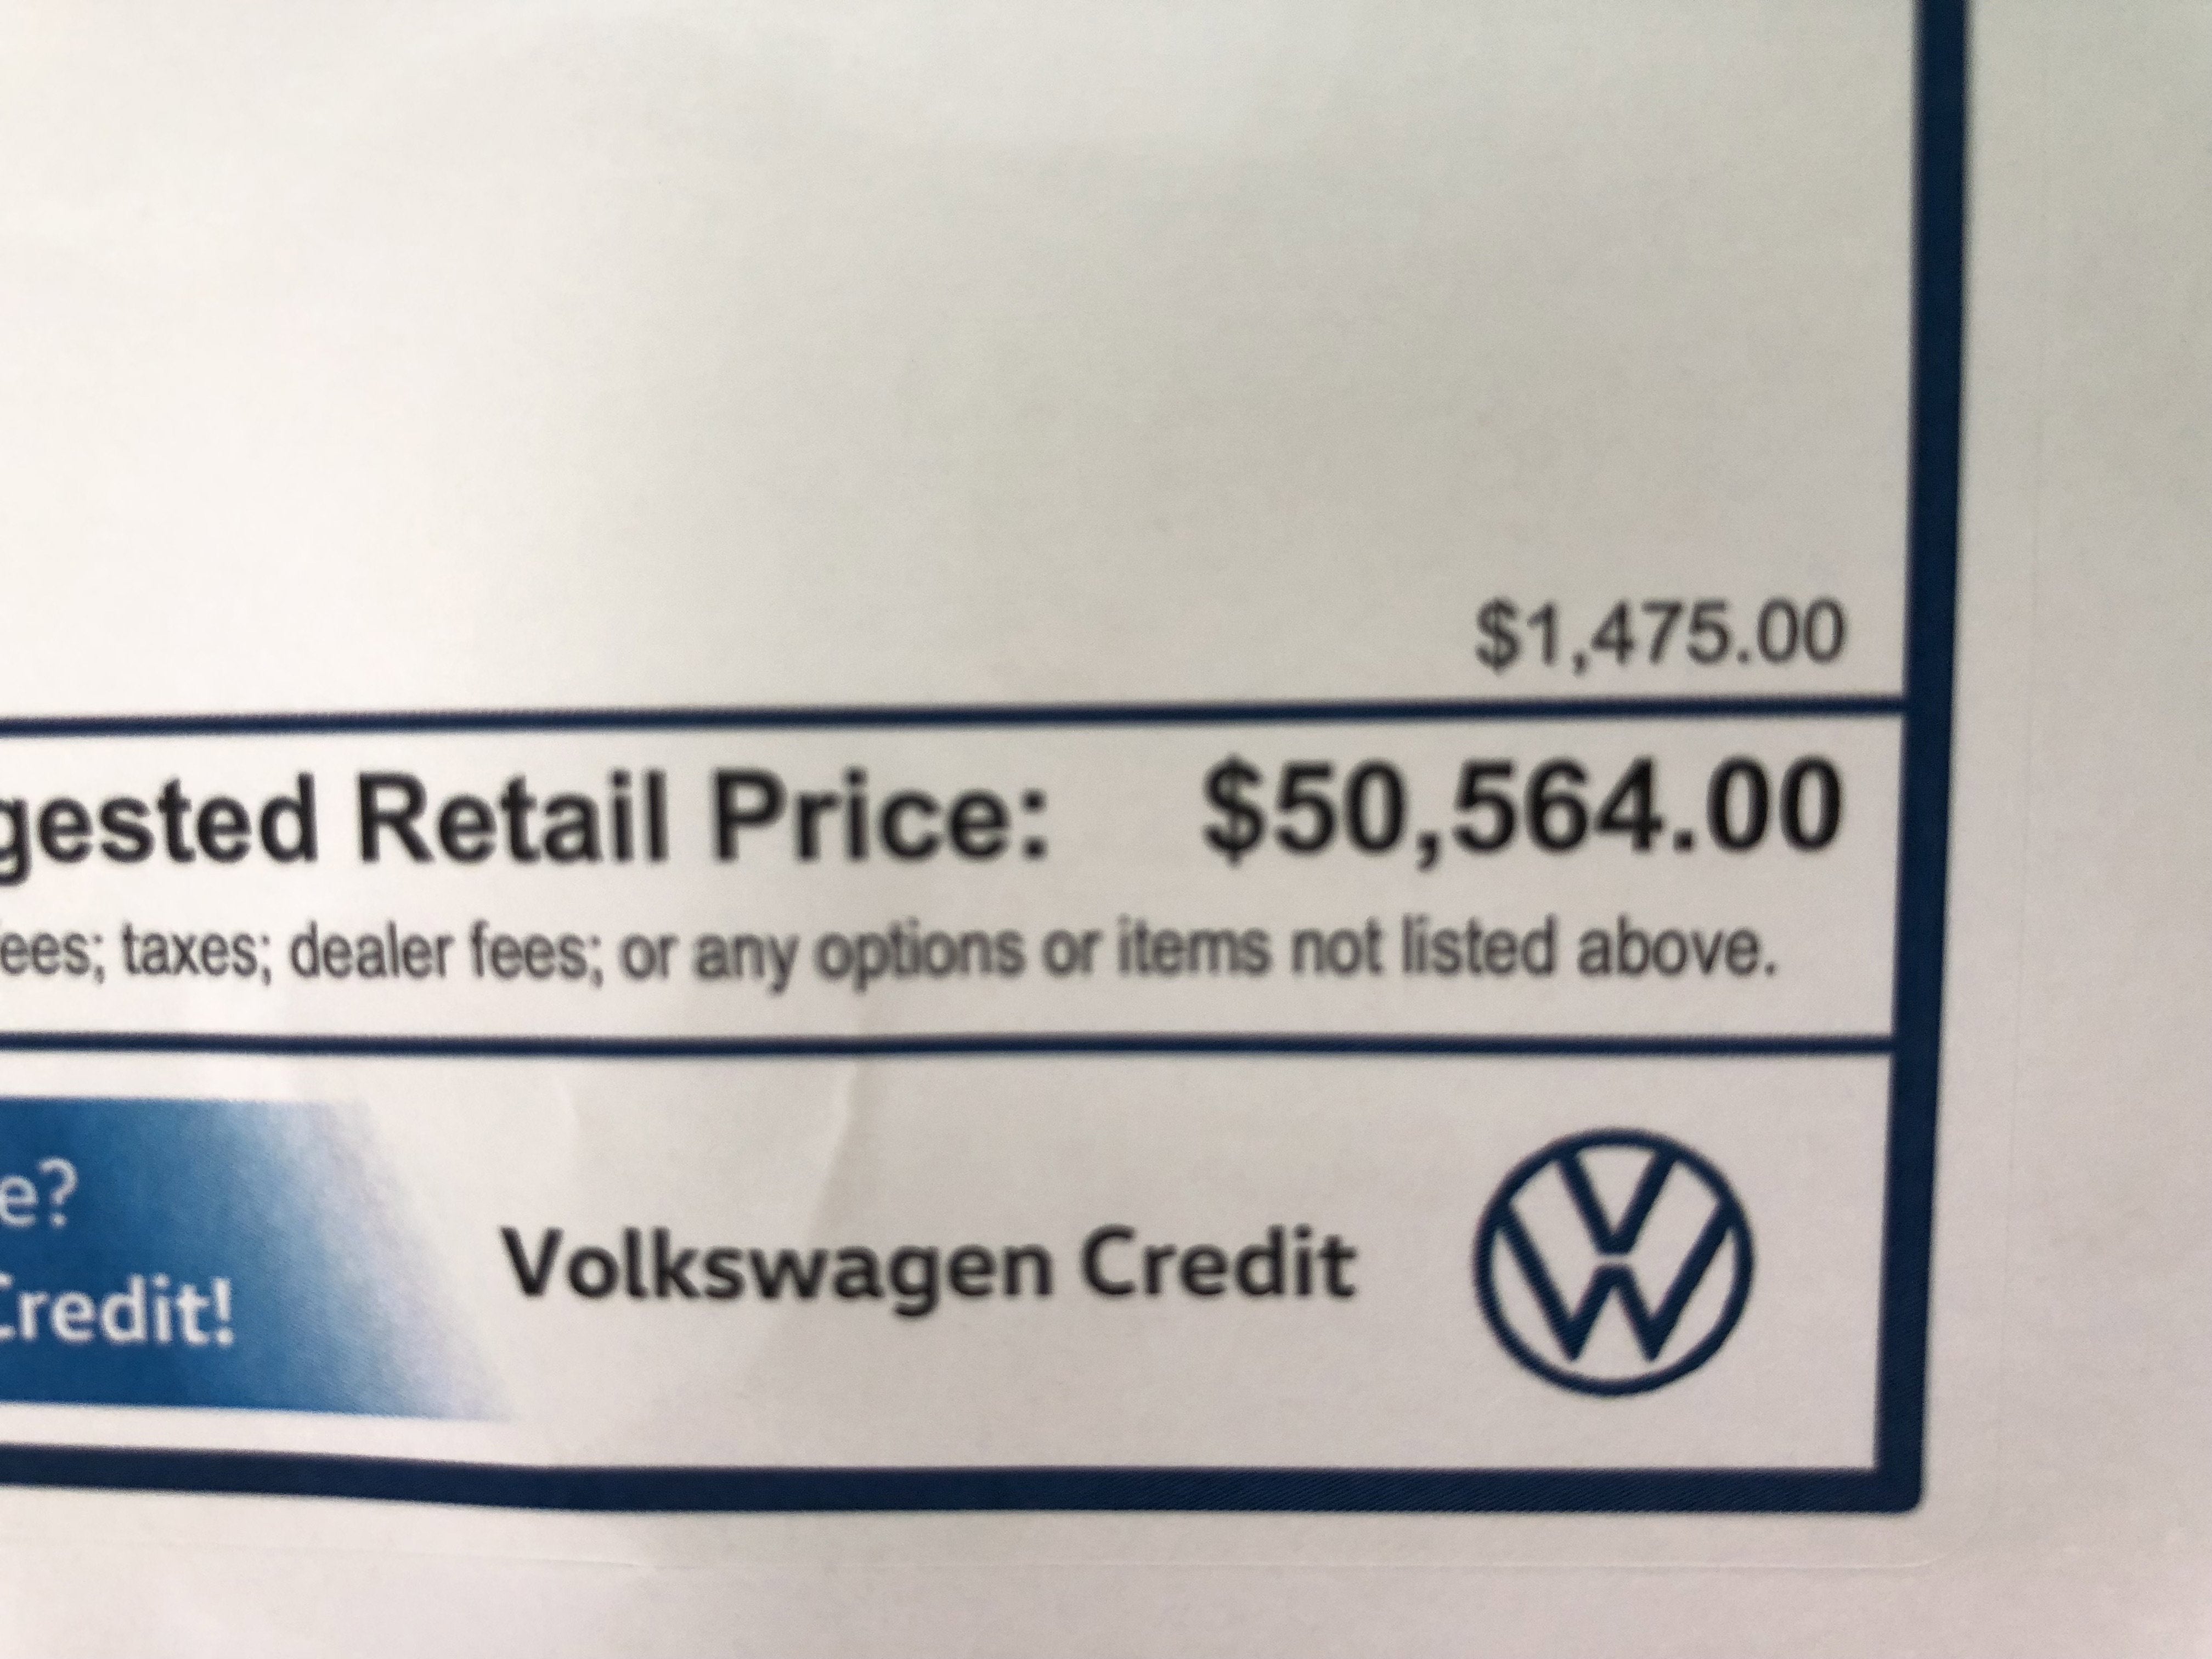 $1,475.00
gested Retail Price: $50,564.00
ees; taxes; dealer fees; or any options or items not listed above.
e?
Credit!
Volkswagen Credit
VW